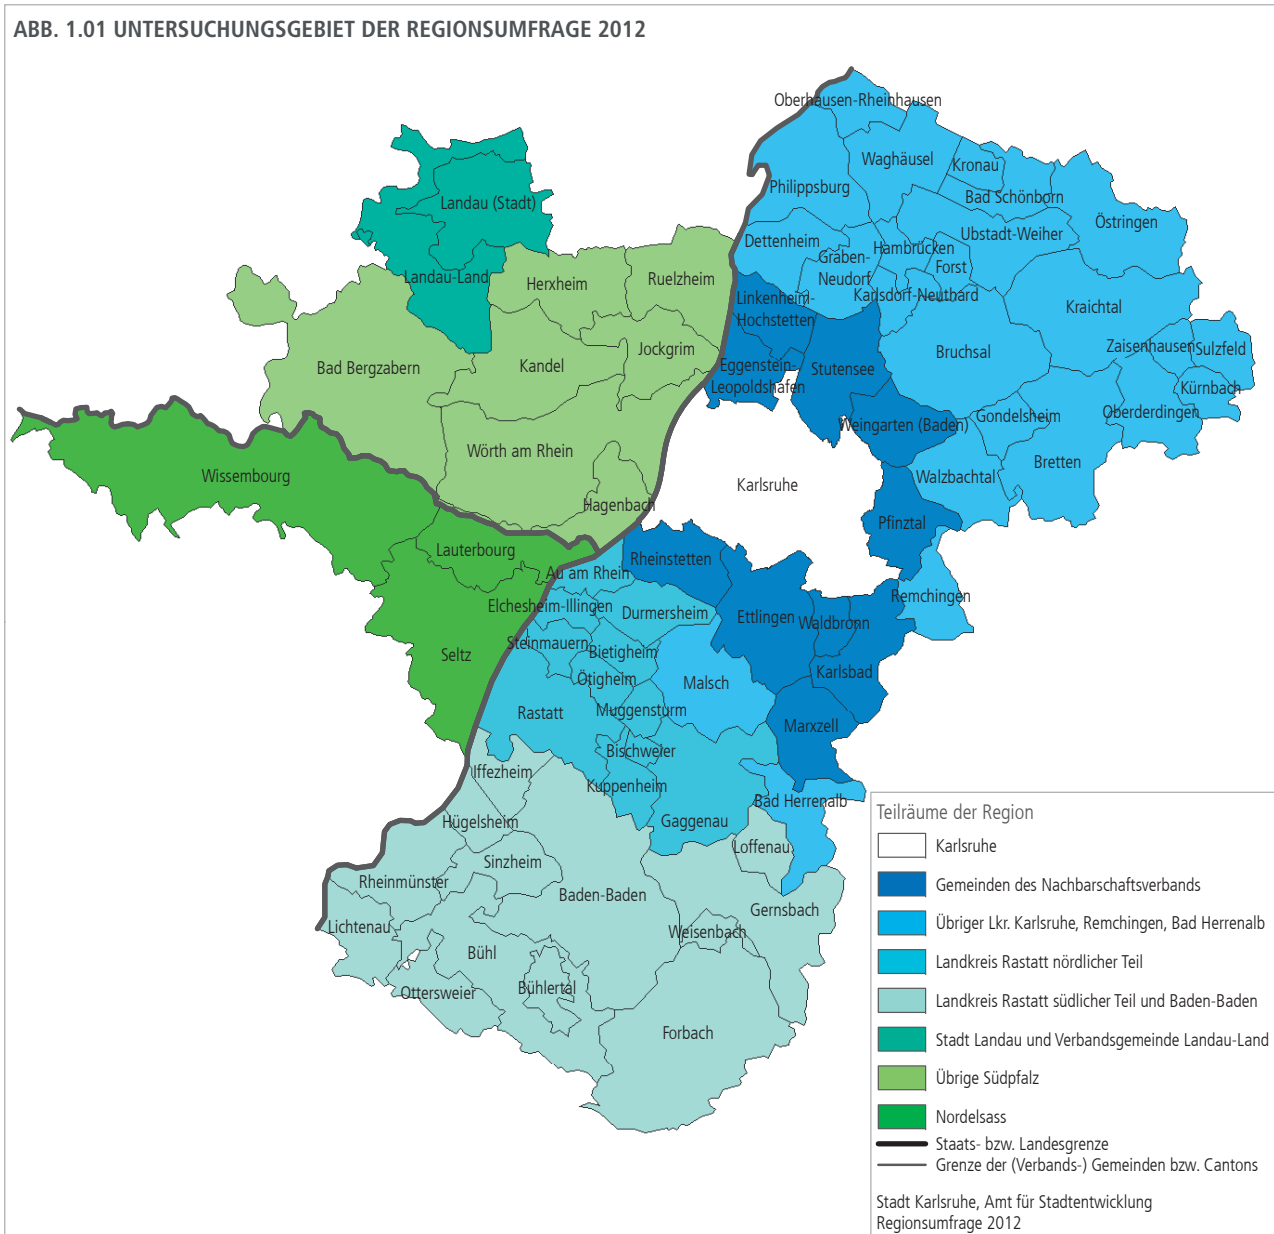 ABB. 1.01 UNTERSUCHUNGSGEBIET DER REGIONSUMFRAGE 2012
Oberhausen-Rheinhausen
Waghäusel
Kronau
Philippsburg
Bad Schönborn
Landau (Stadt)
Östringen
Ubstadt-Weiher
Dettenheim
Hambrücken
Graben-
Neudorf
Forst
Landau-Land
Herxheim
Ruelzheim
Karlsdorf-Neuthard
Linkenheim-
Hochstetten
Kraichtal
Jockgrim
Bruchsal
Zaisenhausen
Sulzfeld
Bad Bergzabern
Kandel
Eggenstein-
Leopoldshafen
Stutensee
Kürnbach
Gondelsheim
Oberderdingen
Weingarten (Baden)
Wörth am Rhein
Bretten
Wissembourg
Walzbachtal
Karlsruhe
Hagenbach
Pfinztal
Lauterbourg
Rheinstetten
Au am Rhein
Remchingen
Elchesheim-Illingen
Durmersheim
Ettlingen
Waldbronn
Steinmauern
Bietigheim
Seltz
Karlsbad
Ötigheim
Malsch
Rastatt
Muggensturm
Marxzell
Bischweier
Iffezheim
Kuppenheim
Bad Herrenalb
Hügelsheim
Gaggenau
Loffenau
Sinzheim
Rheinmünster
Baden-Baden
Gernsbach
Lichtenau
Weisenbach
Bühl
Ottersweier
Bühlertal
Forbach
Teilräume der Region
Karlsruhe
Gemeinden des Nachbarschaftsverbands
Übriger Lkr. Karlsruhe, Remchingen, Bad Herrenalb
Landkreis Rastatt nördlicher Teil
Landkreis Rastatt südlicher Teil und Baden-Baden
Stadt Landau und Verbandsgemeinde Landau-Land
Übrige Südpfalz
Nordelsass
Staats- bzw. Landesgrenze
Grenze der (Verbands-) Gemeinden bzw. Cantons
Stadt Karlsruhe, Amt für Stadtentwicklung
Regionsumfrage 2012